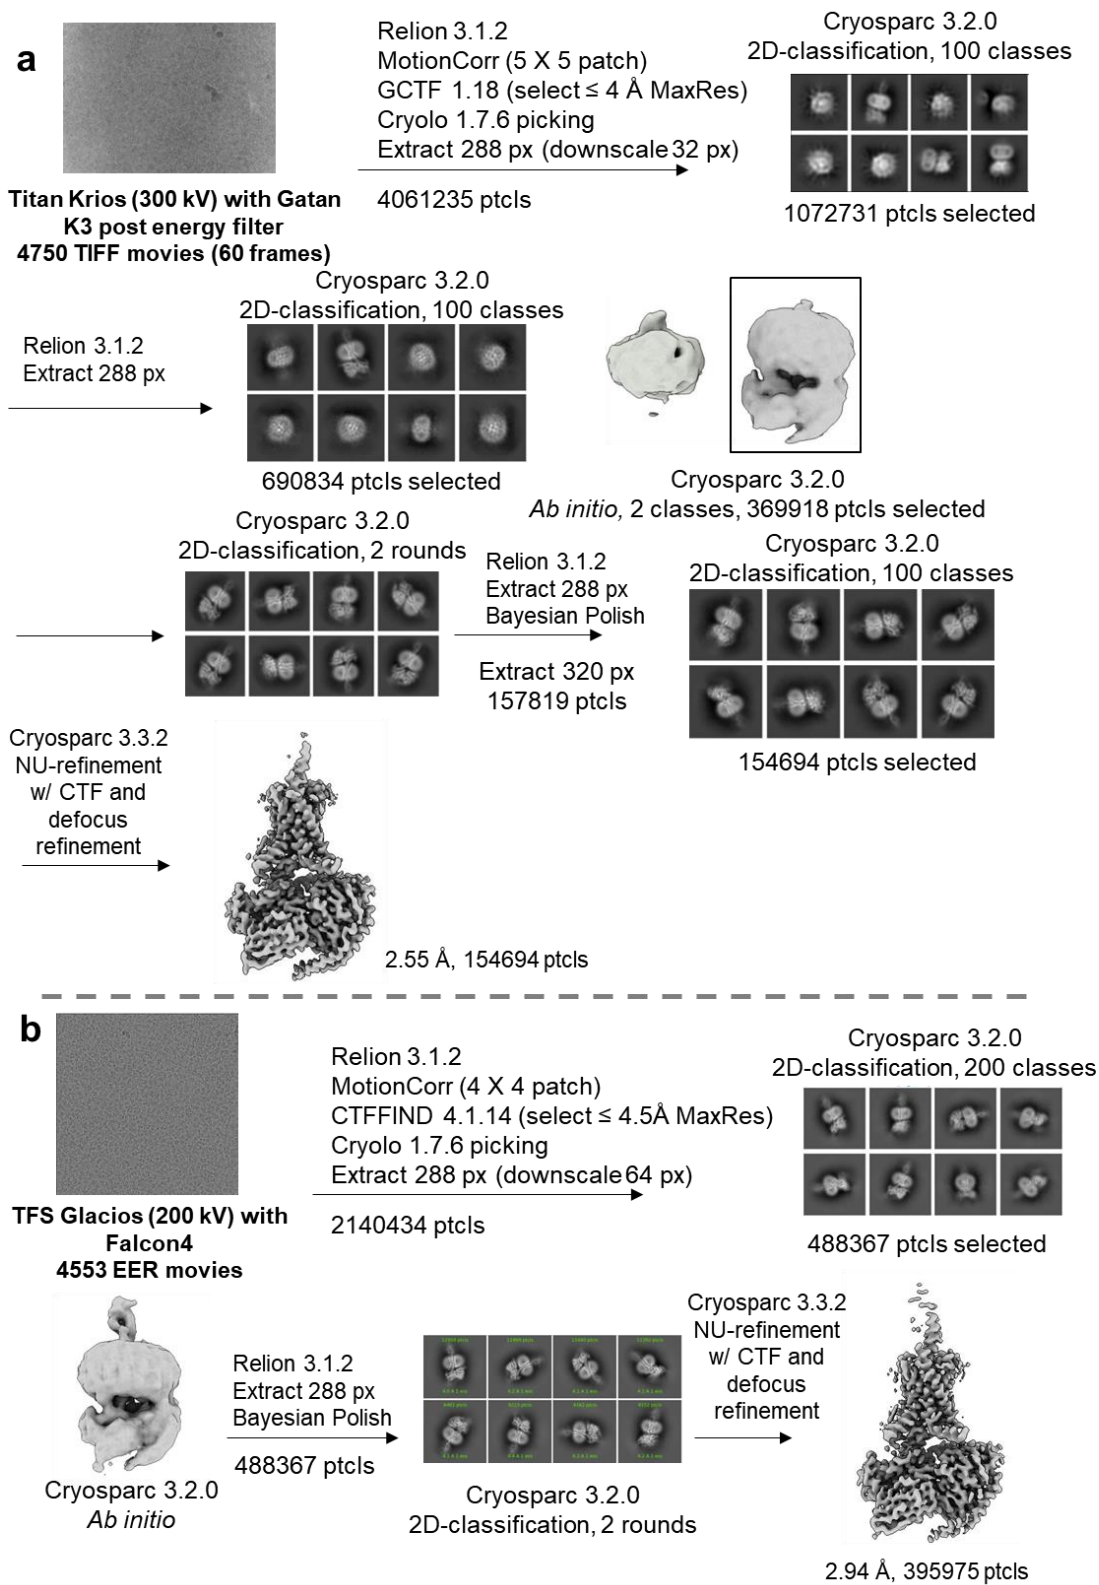 a
Relion 3.1.2
MotionCorr (5 X 5 patch)
GCTF 1.18 (select ≤ 4 Å MaxRes)
Cryolo 1.7.6 picking
Extract 288 px (downscale 32 px)
4061235 ptcls
Cryosparc 3.2.0
2D-classification, 100 classes
1072731 ptcls selected
Titan Krios (300 kV) with Gatan
K3 post energy filter
4750 TIFF movies (60 frames)
Relion 3.1.2
Extract 288 px
Cryosparc 3.2.0
2D-classification, 100 classes
690834 ptcls selected
Cryosparc 3.2.0
Ab initio, 2 classes, 369918 ptcls selected
Cryosparc 3.2.0
2D-classification, 2 rounds
Relion 3.1.2
Extract 288 px
Bayesian Polish
Extract 320 px
157819 ptcls
Cryosparc 3.2.0
2D-classification, 100 classes
154694 ptcls selected
Cryosparc 3.3.2
NU-refinement
w/ CTF and
defocus
refinement
2.55 Å, 154694 ptcls
b
Relion 3.1.2
MotionCorr (4 X 4 patch)
CTFFIND 4.1.14 (select ≤ 4.5Å MaxRes)
Cryolo 1.7.6 picking
Extract 288 px (downscale 64 px)
2140434 ptcls
Cryosparc 3.2.0
2D-classification, 200 classes
488367 ptcls selected
TFS Glacios (200 kV) with
Falcon4
4553 EER movies
Cryosparc 3.2.0
Ab initio
Relion 3.1.2
Extract 288 px
Bayesian Polish
488367 ptcls
Cryosparc 3.2.0
2D-classification, 2 rounds
Cryosparc 3.3.2
NU-refinement
w/ CTF and
defocus
refinement
2.94 Å, 395975 ptcls